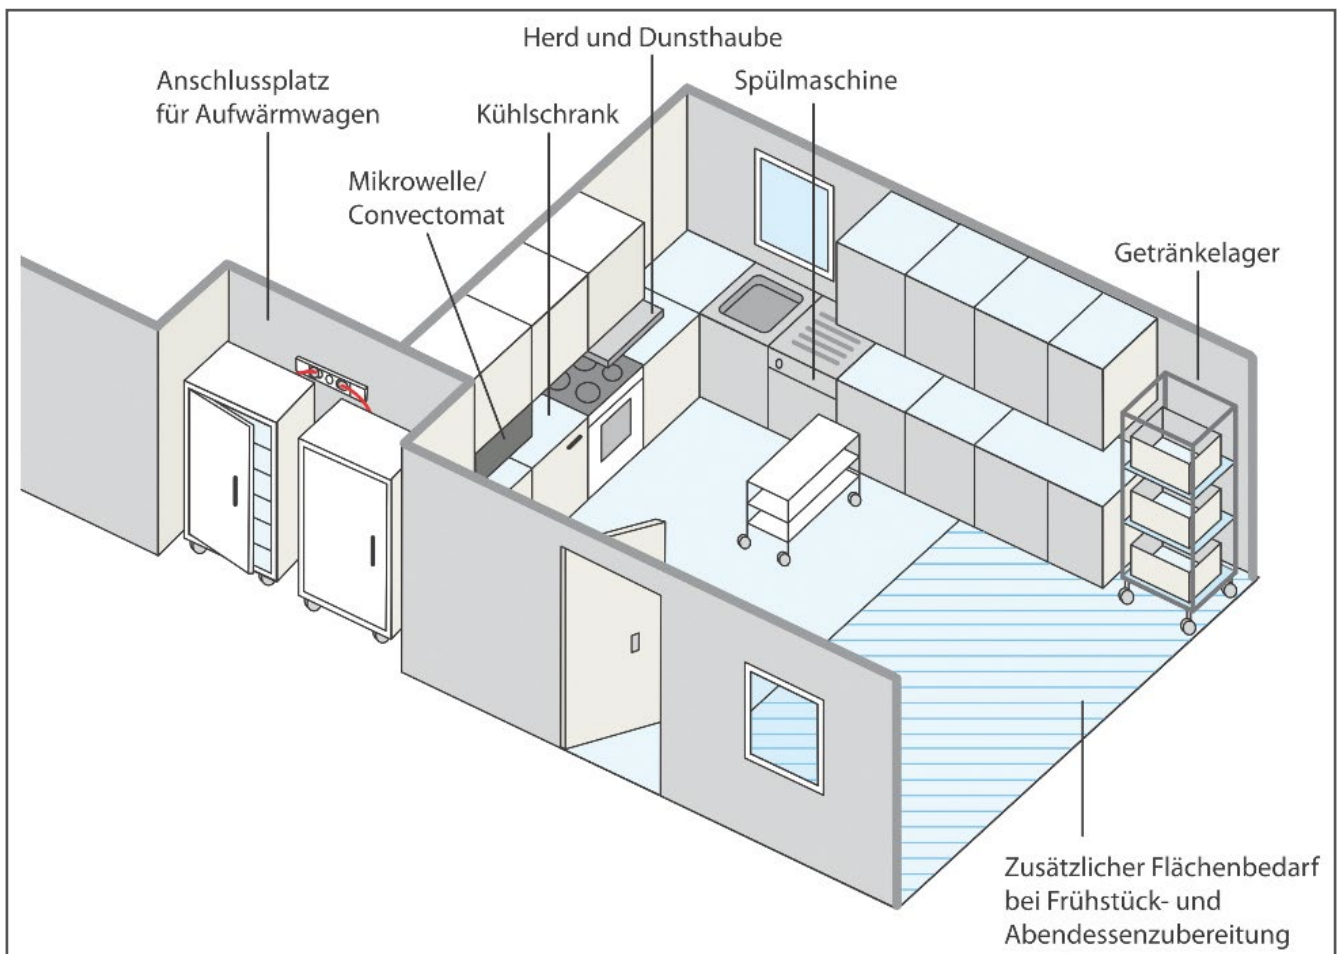 Herd und Dunsthaube
Anschlussplatz
für Aufwärmwagen
Spülmaschine
Kühlschrank
Mikrowelle/
Convectomat
Getränkelager
Zusätzlicher Flächenbedarf
bei Frühstück- und
Abendessenzubereitung